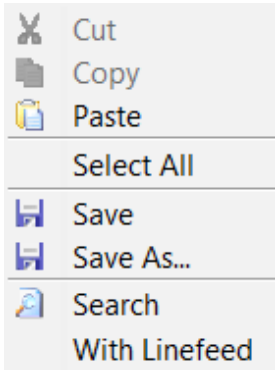 Cut
Copy
Paste
Select All
Save
Save As...
Search
With Linefeed